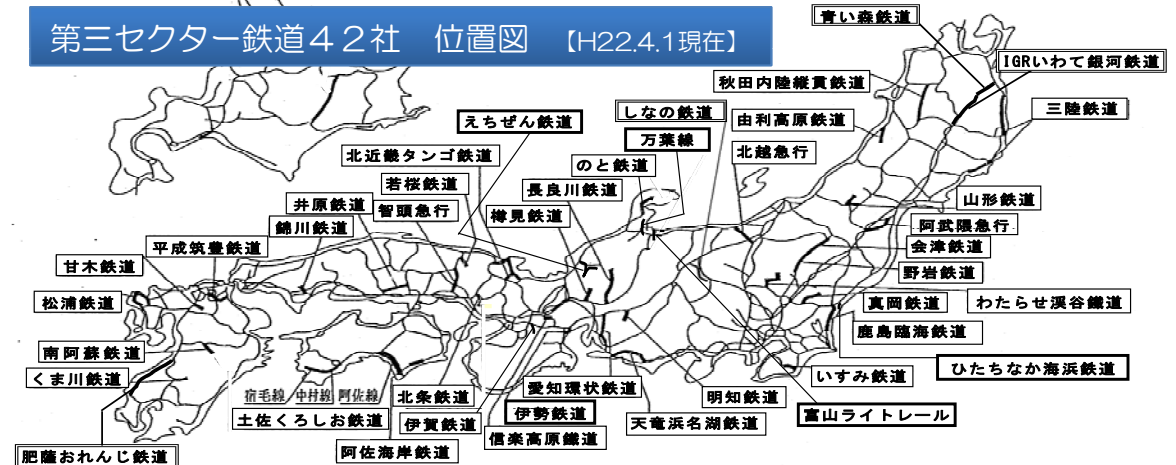 第三セクター鉄道４２社　位置図　【H22.4.1現在】
青い森鉄道
IGRいわて銀河鉄道
秋田内陸縦貫鉄道
三陸鉄道
しなの鉄道
えちぜん鉄道
由利高原鉄道
万葉線
北近畿タンゴ鉄道
北越急行
のと鉄道
若桜鉄道
長良川鉄道
山形鉄道
井原鉄道
智頭急行
樽見鉄道
阿武隈急行
錦川鉄道
平成筑豊鉄道
会津鉄道
甘木鉄道
野岩鉄道
松浦鉄道
真岡鉄道
わたらせ渓谷鐵道
鹿島臨海鉄道
南阿蘇鉄道
ひたちなか海浜鉄道
くま川鉄道
いすみ鉄道
愛知環状鉄道
宿毛線　中村線　阿佐線
北条鉄道
明知鉄道
土佐くろしお鉄道
伊勢鉄道
富山ライトレール
伊賀鉄道
天竜浜名湖鉄道
信楽高原鐵道
阿佐海岸鉄道
肥薩おれんじ鉄道